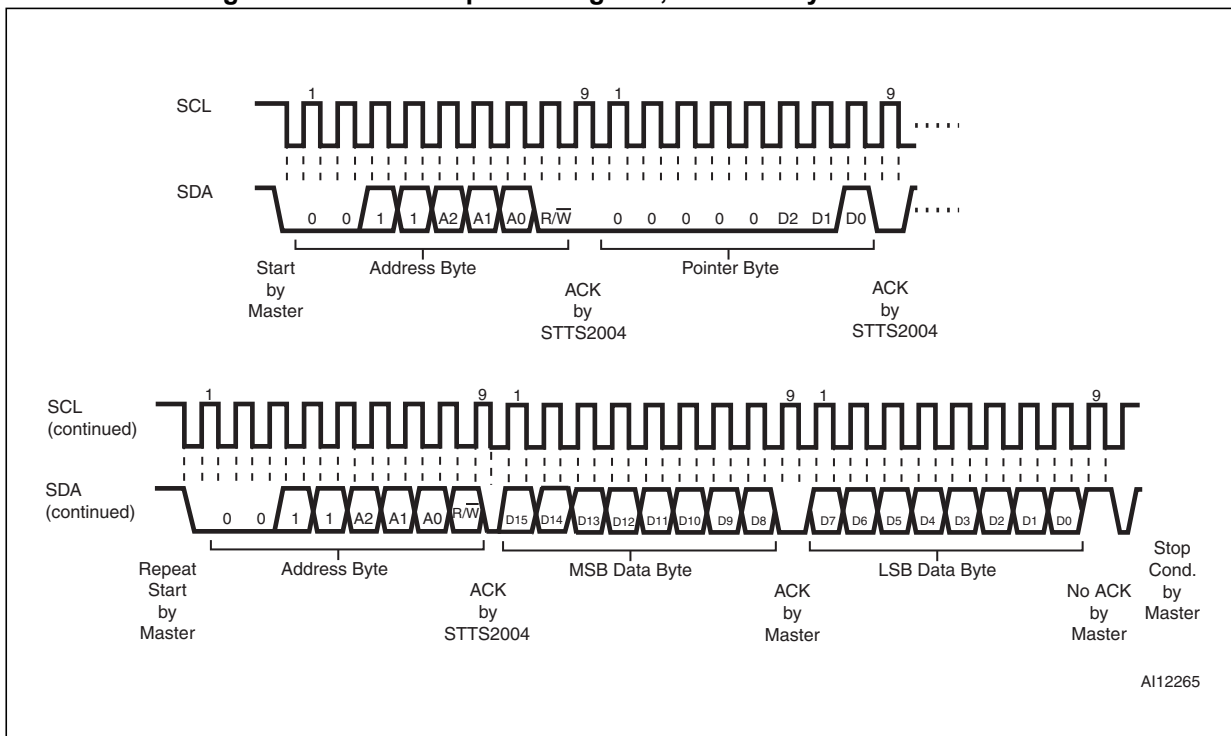 SCL
1 9 1 9
SDA
0 0 1 1 A2 A1 A0 R/W̅ 0 0 0 0 0 D2 D1 D0
Start
by
Master
Address Byte
ACK
by
STTS2004
Pointer Byte
ACK
by
STTS2004
SCL
(continued)
1 9 1 9 1 9
SDA
(continued)
0 0 1 1 A2 A1 A0 R/W̅ D15 D14 D13 D12 D11 D10 D9 D8 D7 D6 D5 D4 D3 D2 D1 D0
Repeat
Start
by
Master
Address Byte
ACK
by
STTS2004
MSB Data Byte
ACK
by
Master
LSB Data Byte
No ACK
by
Master
Stop
Cond.
by
Master
AI12265